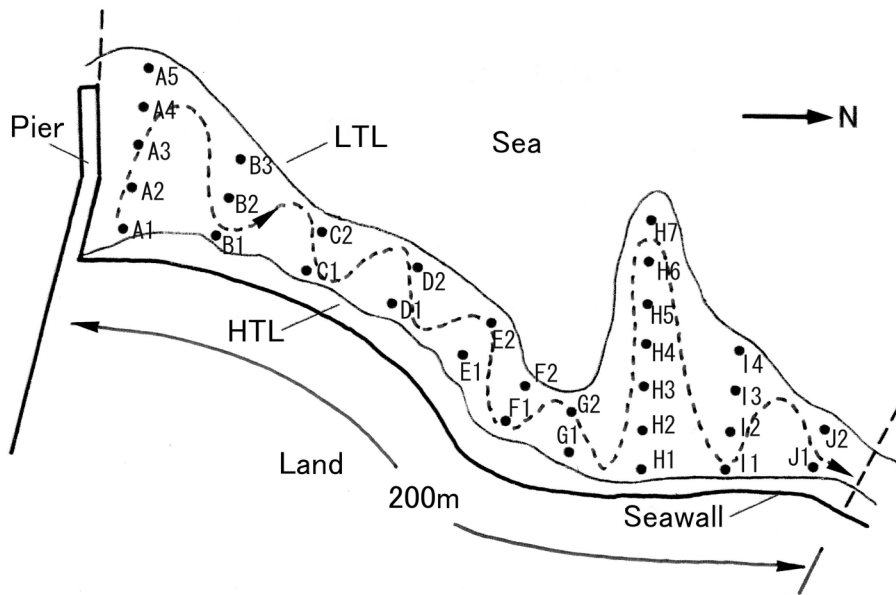 A5
A4
A3
A2
A1
Pier
B3
B2
B1
LTL
Sea
N
C2
C1
D2
D1
HTL
E2
E1
F2
F1
G2
G1
H7
H6
H5
H4
H3
H2
H1
I4
I3
I2
I1
J2
J1
Land
200m
Seawall